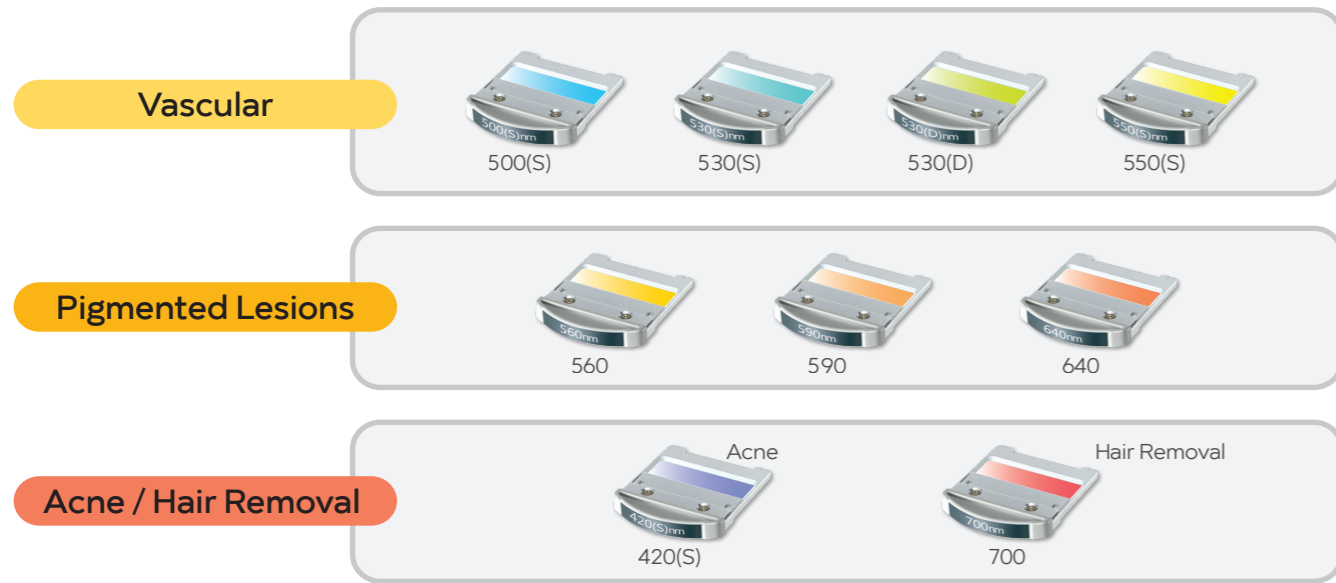 Vascular
500(S)nm
530(S)nm
530(D)nm
550(S)nm
500(S)
530(S)
530(D)
550(S)
Pigmented Lesions
560nm
590nm
640nm
560
590
640
Acne / Hair Removal
Acne
Hair Removal
420(S)nm
700nm
420(S)
700